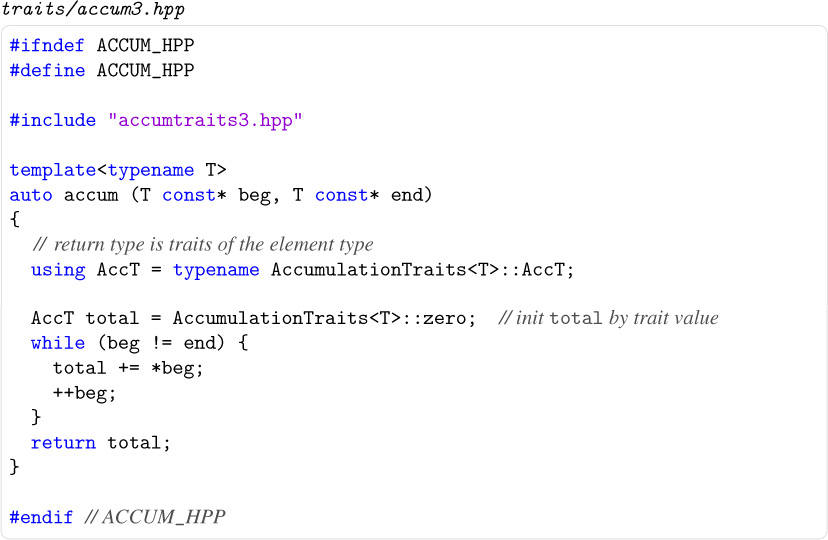 traits/accum3.hpp
#ifndef ACCUM_HPP
#define ACCUM_HPP
#include "accumtraits3.hpp"
template<typename T>
auto accum (T const* beg, T const* end)
{
  // return type is traits of the element type
  using AccT = typename AccumulationTraits<T>::AccT;
  AccT total = AccumulationTraits<T>::zero;  // init total by trait value
  while (beg != end) {
    total += *beg;
    ++beg;
  }
  return total;
}
#endif // ACCUM_HPP